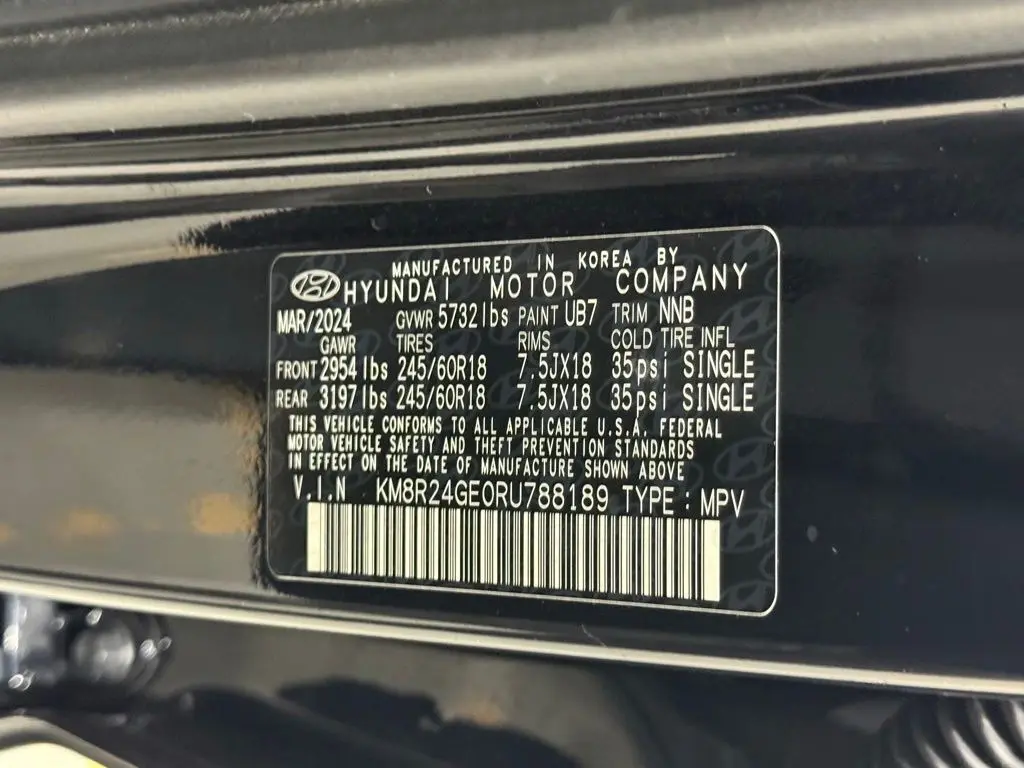 MANUFACTURED IN KOREA BY
HYUNDAI MOTOR COMPANY
MAR/2024 GVWR 5732lbs PAINT UB7 TRIM NNB
GAWR TIRES RIMS COLD TIRE INFL
FRONT 2954lbs 245/60R18 7.5JX18 35psi SINGLE
REAR 3197lbs 245/60R18 7.5JX18 35psi SINGLE
THIS VEHICLE CONFORMS TO ALL APPLICABLE U.S.A. FEDERAL
MOTOR VEHICLE SAFETY AND THEFT PREVENTION STANDARDS
IN EFFECT ON THE DATE OF MANUFACTURE SHOWN ABOVE
V.I.N KM8R24GE0RU788189 TYPE : MPV